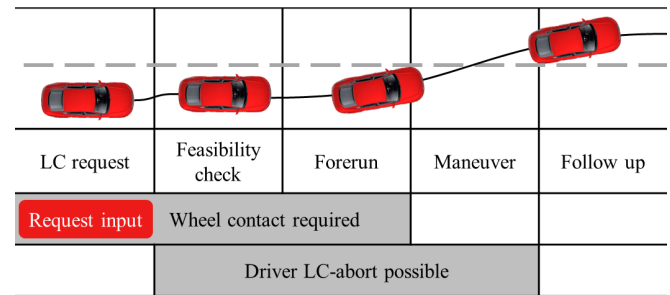 LC request
Feasibility
check
Forerun
Maneuver
Follow up
Request input
Wheel contact required
Driver LC-abort possible